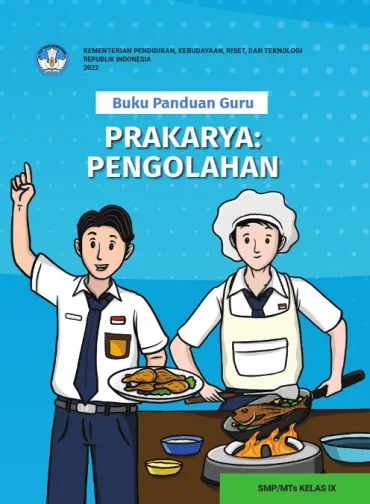 KEMENTERIAN PENDIDIKAN, KEBUDAYAAN, RISET, DAN TEKNOLOGI
REPUBLIK INDONESIA
2022
Buku Panduan Guru
PRAKARYA:
PENGOLAHAN
SMP/MTs KELAS IX